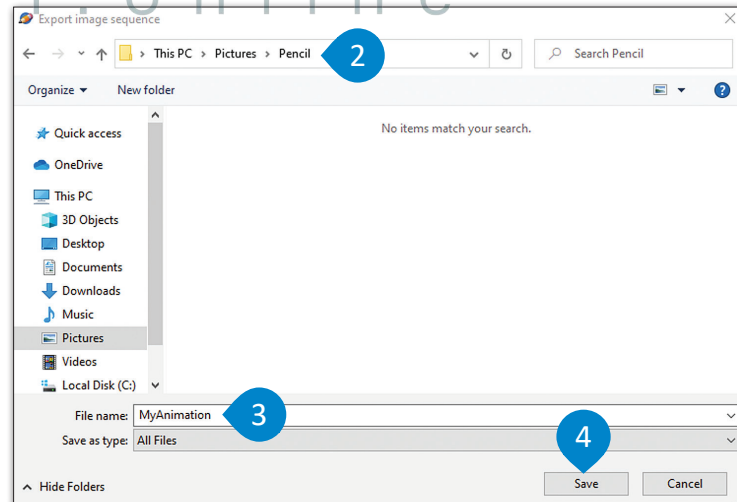 Export image sequence
This PC > Pictures > Pencil 2 Search Pencil
Organize New folder ?
Quick access No items match your search.
OneDrive
This PC
3D Objects
Desktop
Documents
Downloads
Music
Pictures
Videos
Local Disk (C:)
File name: MyAnimation 3
Save as type: All Files 4
Hide Folders Save Cancel